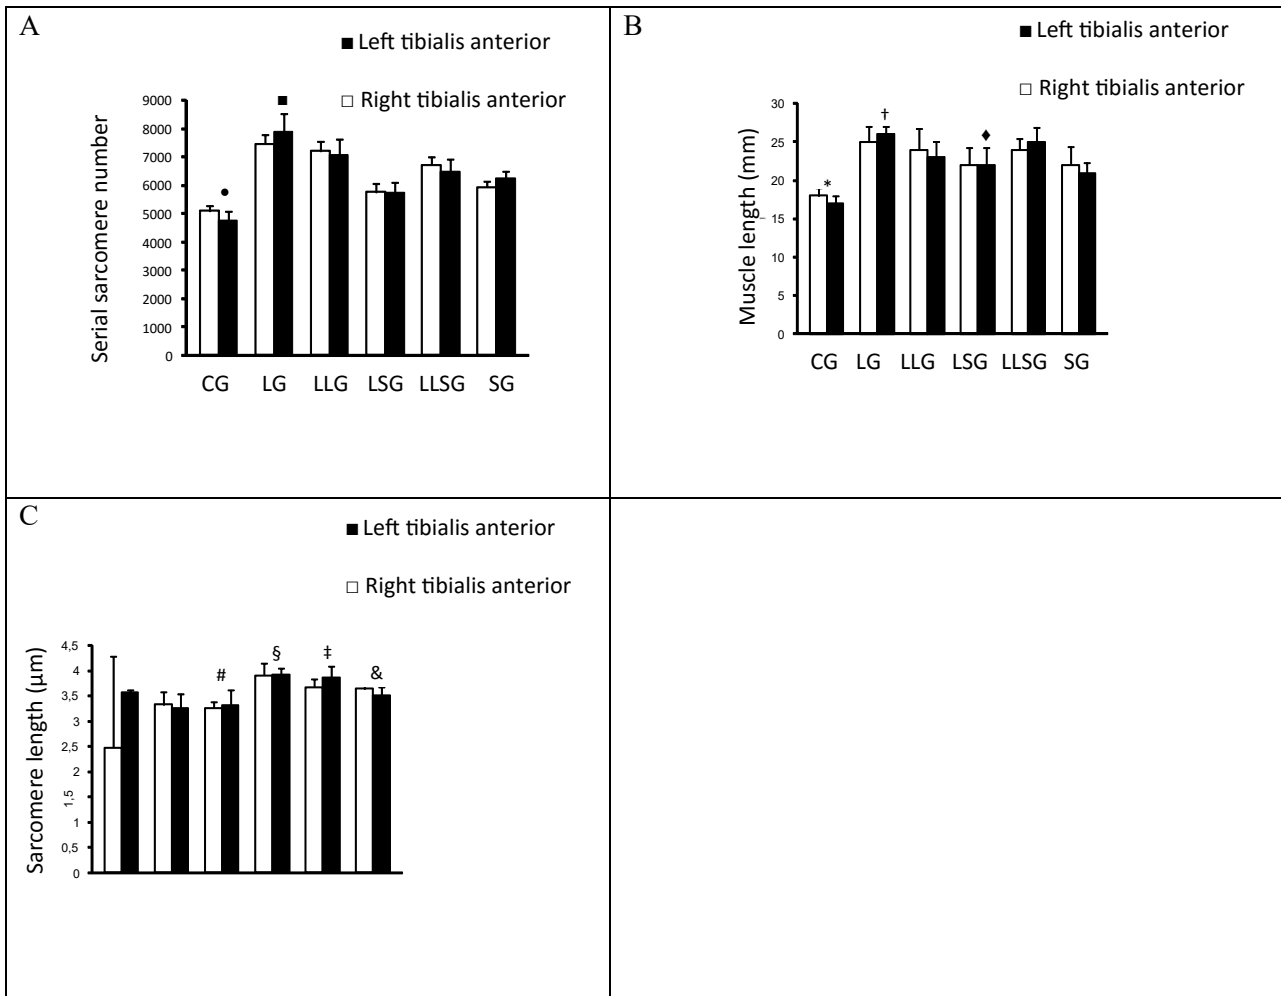 A
■ Left tibialis anterior
□ Right tibialis anterior
Serial sarcomere number
9000
8000
7000
6000
5000
4000
3000
2000
1000
0
●
■
CG LG LLG LSG LLSG SG
B
■ Left tibialis anterior
□ Right tibialis anterior
Muscle length (mm)
30
25
20
15
10
5
0
*
†
♦
CG LG LLG LSG LLSG SG
C
■ Left tibialis anterior
□ Right tibialis anterior
Sarcomere length (µm)
4,5
4
3,5
3
2,5
2
1,5
1
0,5
0
#
§
‡
&